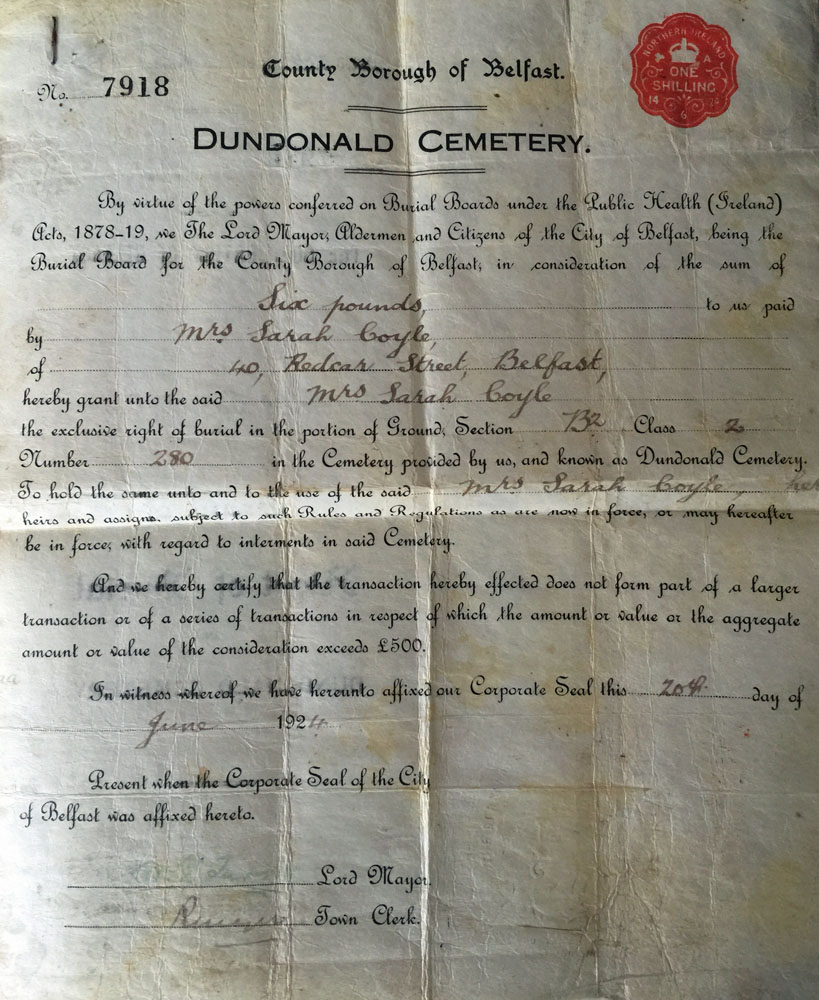 County Borough of Belfast.
No. 7918
NORTHERN IRELAND
A
ONE
SHILLING
14
6
DUNDONALD CEMETERY.
By virtue of the powers conferred on Burial Boards under the Public Health (Ireland)
Acts, 1878-19, we The Lord Mayor, Aldermen and Citizens of the City of Belfast, being the
Burial Board for the County Borough of Belfast, in consideration of the sum of
Six pounds, to us paid
by Mrs Sarah Coyle,
of 40, Redcar Street, Belfast,
hereby grant unto the said Mrs Sarah Coyle
the exclusive right of burial in the portion of Ground, Section B2 Class 2
Number 280 in the Cemetery provided by us, and known as Dundonald Cemetery.
To hold the same unto and to the use of the said Mrs Sarah Coyle, her
heirs and assigns, subject to such Rules and Regulations as are now in force, or may hereafter
be in force, with regard to interments in said Cemetery.
And we hereby certify that the transaction hereby effected does not form part of a larger
transaction or of a series of transactions in respect of which the amount or value or the aggregate
amount or value of the consideration exceeds £500.
In witness whereof we have hereunto affixed our Corporate Seal this 20th day of
June 1924
Present when the Corporate Seal of the City
of Belfast was affixed hereto.
Lord Mayor.
Town Clerk.